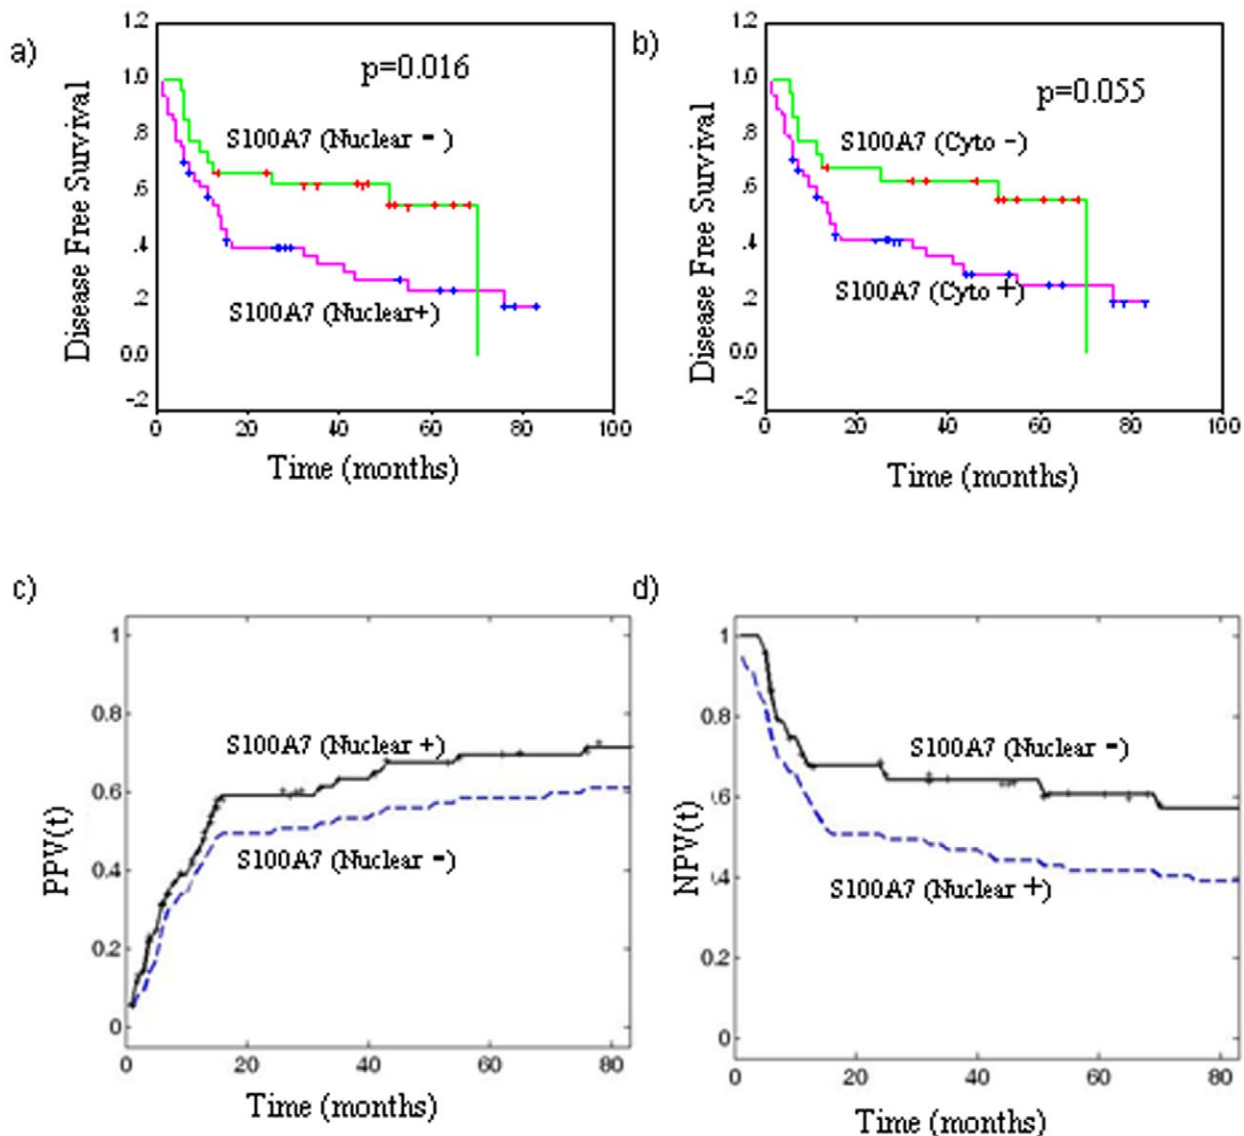 a)
1.2
1.0
.8
.6
.4
.2
0.0
-.2
Disease Free Survival
p=0.016
S100A7 (Nuclear - )
S100A7 (Nuclear+)
0 20 40 60 80 100
Time (months)
b)
1.2
1.0
.8
.6
.4
.2
0.0
-.2
Disease Free Survival
p=0.055
S100A7 (Cyto -)
S100A7 (Cyto +)
0 20 40 60 80 100
Time (months)
c)
1
0.8
0.6
0.4
0.2
0
PPV(t)
S100A7 (Nuclear +)
S100A7 (Nuclear -)
0 20 40 60 80
Time (months)
d)
1
0.8
0.6
0.4
0.2
0
NPV(t)
S100A7 (Nuclear -)
S100A7 (Nuclear +)
0 20 40 60 80
Time (months)